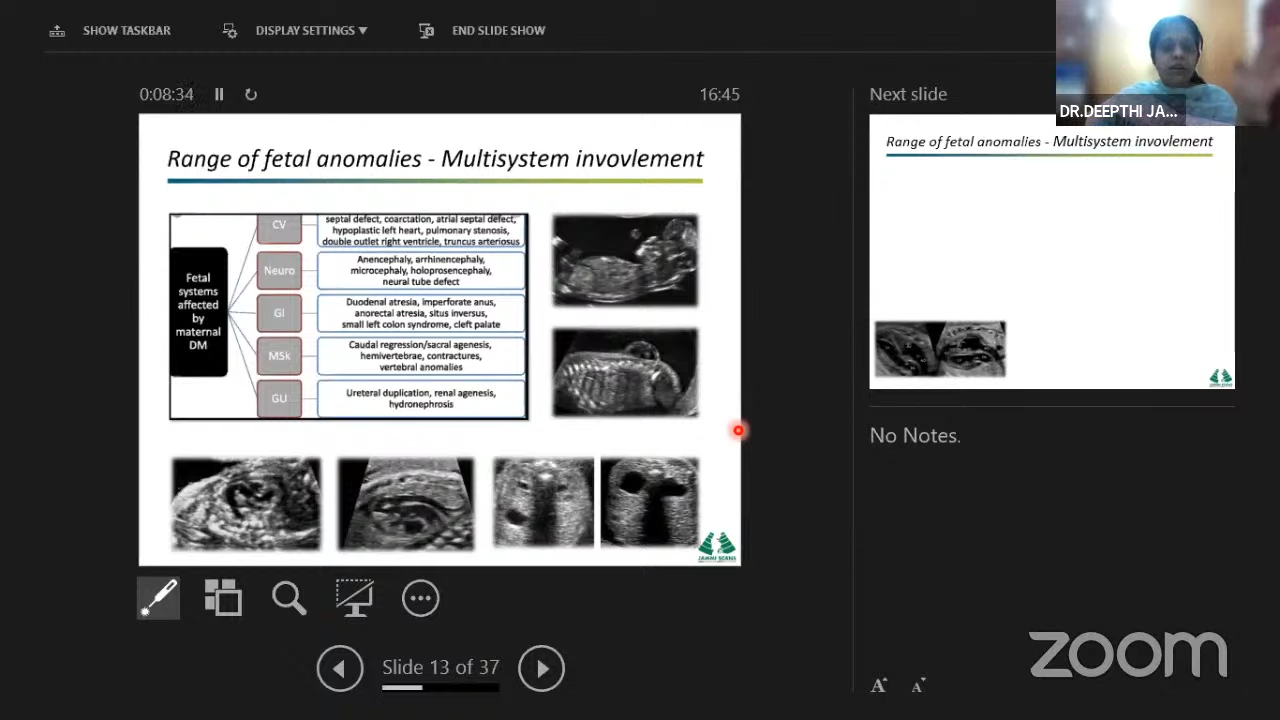 SHOW TASKBAR
DISPLAY SETTINGS
END SLIDE SHOW
DR.DEEPTHI JA...
0:08:34
16:45
Range of fetal anomalies - Multisystem invovlement
Fetal
systems
affected
by
maternal
DM
CV
septal defect, coarctation, atrial septal defect,
hypoplastic left heart, pulmonary stenosis,
double outlet right ventricle, truncus arteriosus
Neuro
Anencephaly, arrhinencephaly,
microcephaly, holoprosencephaly,
neural tube defect
GI
Duodenal atresia, imperforate anus,
anorectal atresia, situs inversus,
small left colon syndrome, cleft palate
MSk
Caudal regression/sacral agenesis,
hemivertebrae, contractures,
vertebral anomalies
GU
Ureteral duplication, renal agenesis,
hydronephrosis
JAMMI SCANS
Slide 13 of 37
Next slide
Range of fetal anomalies - Multisystem invovlement
No Notes.
A A
zoom